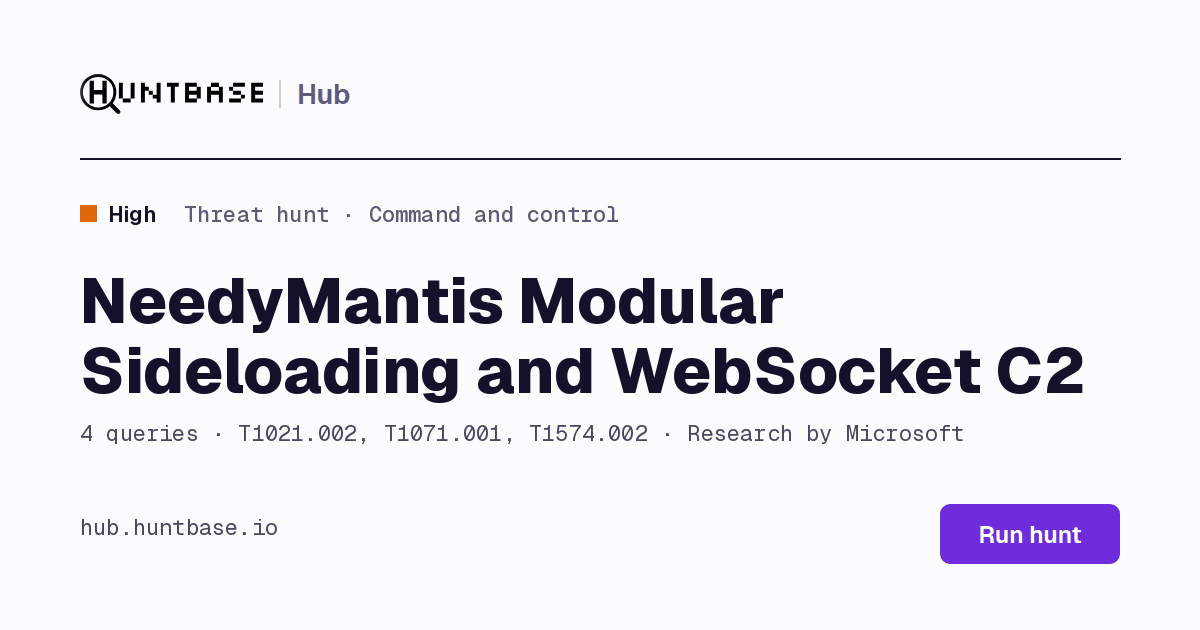 HUNTBASE Hub
High Threat hunt · Command and control
NeedyMantis Modular
Sideloading and WebSocket C2
4 queries · T1021.002, T1071.001, T1574.002 · Research by Microsoft
hub.huntbase.io
Run hunt